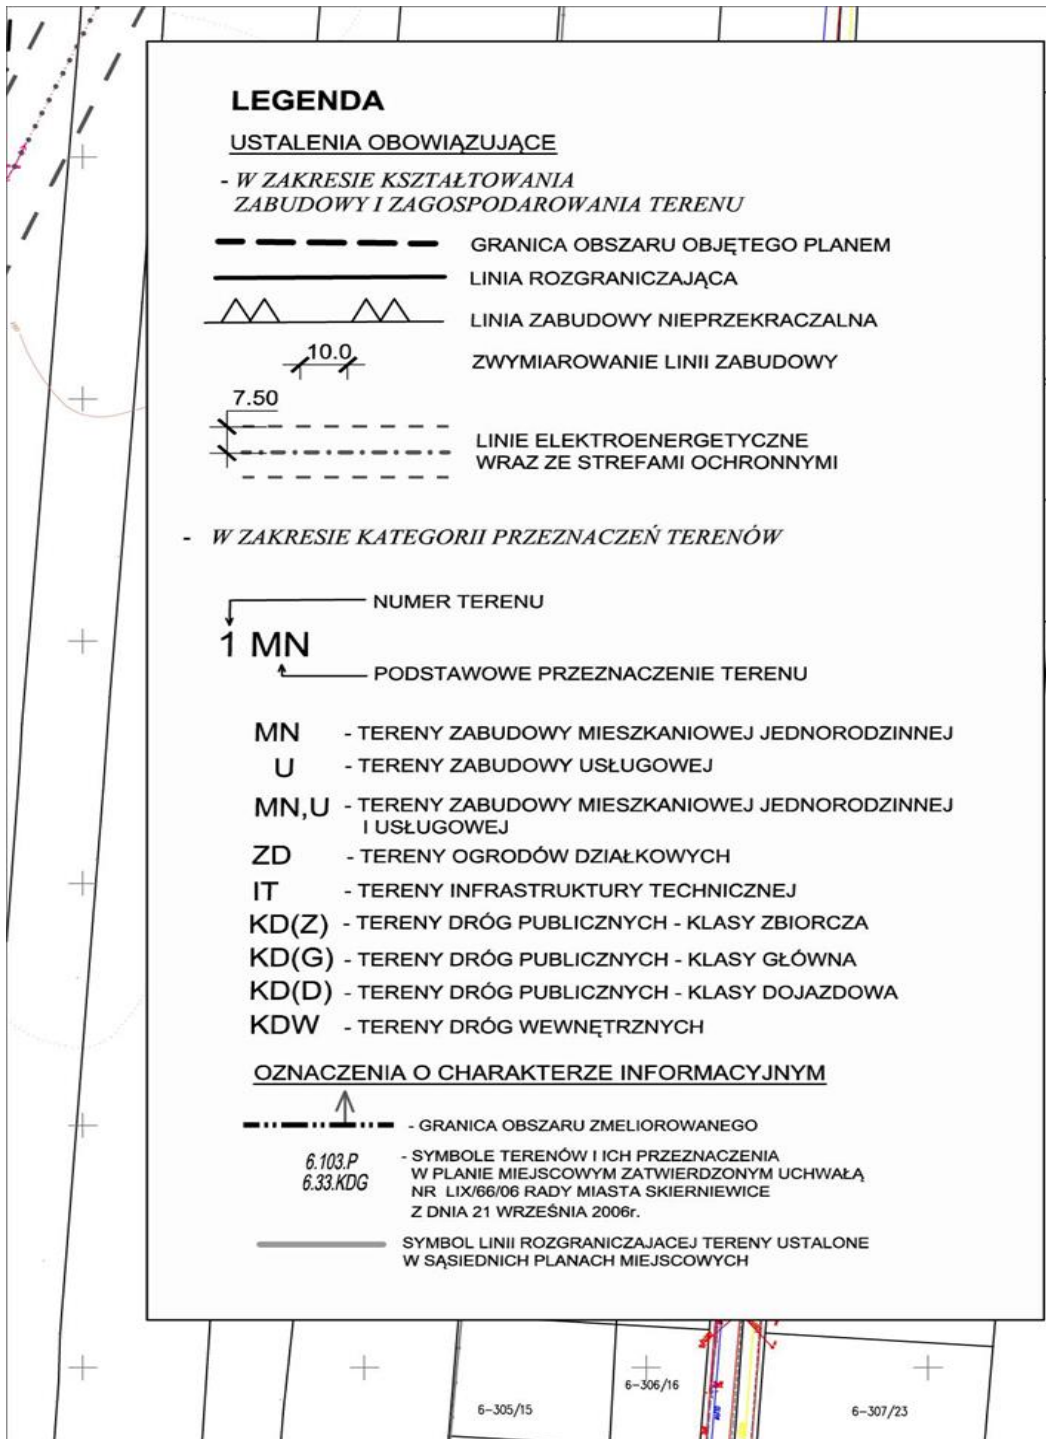 LEGENDA
USTALENIA OBOWIĄZUJĄCE
- W ZAKRESIE KSZTAŁTOWANIA
ZABUDOWY I ZAGOSPODAROWANIA TERENU
GRANICA OBSZARU OBJĘTEGO PLANEM
LINIA ROZGRANICZAJĄCA
LINIA ZABUDOWY NIEPRZEKRACZALNA
10.0
ZWYMIAROWANIE LINII ZABUDOWY
7.50
LINIE ELEKTROENERGETYCZNE
WRAZ ZE STREFAMI OCHRONNYMI
- W ZAKRESIE KATEGORII PRZEZNACZEŃ TERENÓW
NUMER TERENU
1 MN
PODSTAWOWE PRZEZNACZENIE TERENU
MN - TERENY ZABUDOWY MIESZKANIOWEJ JEDNORODZINNEJ
U - TERENY ZABUDOWY USŁUGOWEJ
MN,U - TERENY ZABUDOWY MIESZKANIOWEJ JEDNORODZINNEJ
I USŁUGOWEJ
ZD - TERENY OGRODÓW DZIAŁKOWYCH
IT - TERENY INFRASTRUKTURY TECHNICZNEJ
KD(Z) - TERENY DRÓG PUBLICZNYCH - KLASY ZBIORCZA
KD(G) - TERENY DRÓG PUBLICZNYCH - KLASY GŁÓWNA
KD(D) - TERENY DRÓG PUBLICZNYCH - KLASY DOJAZDOWA
KDW - TERENY DRÓG WEWNĘTRZNYCH
OZNACZENIA O CHARAKTERZE INFORMACYJNYM
- GRANICA OBSZARU ZMELIOROWANEGO
6.103.P
6.33.KDG
- SYMBOLE TERENÓW I ICH PRZEZNACZENIA
W PLANIE MIEJSCOWYM ZATWIERDZONYM UCHWAŁĄ
NR LIX/66/06 RADY MIASTA SKIERNIEWICE
Z DNIA 21 WRZEŚNIA 2006r.
SYMBOL LINII ROZGRANICZAJACEJ TERENY USTALONE
W SĄSIEDNICH PLANACH MIEJSCOWYCH
6-306/16
6-305/15
6-307/23